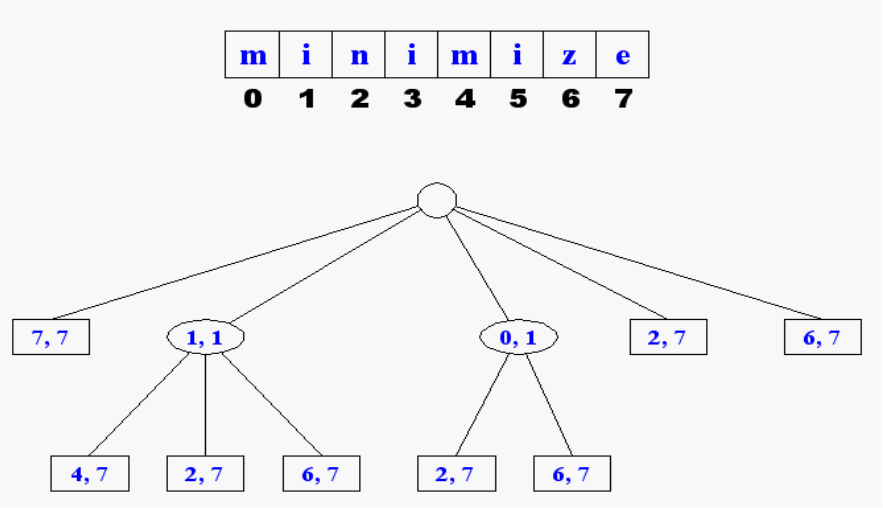 m i n i m i z e
0 1 2 3 4 5 6 7
7, 7 1, 1 0, 1 2, 7 6, 7
4, 7 2, 7 6, 7 2, 7 6, 7